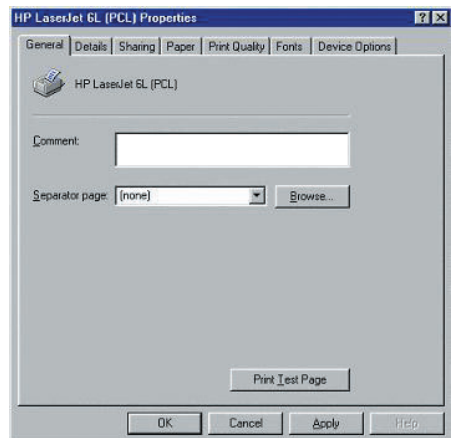 HP LaserJet 6L (PCL) Properties
General Details Sharing Paper Print Quality Fonts Device Options
HP LaserJet 6L (PCL)
Comment:
Separator page: (none) Browse...
Print Test Page
OK Cancel Apply Help